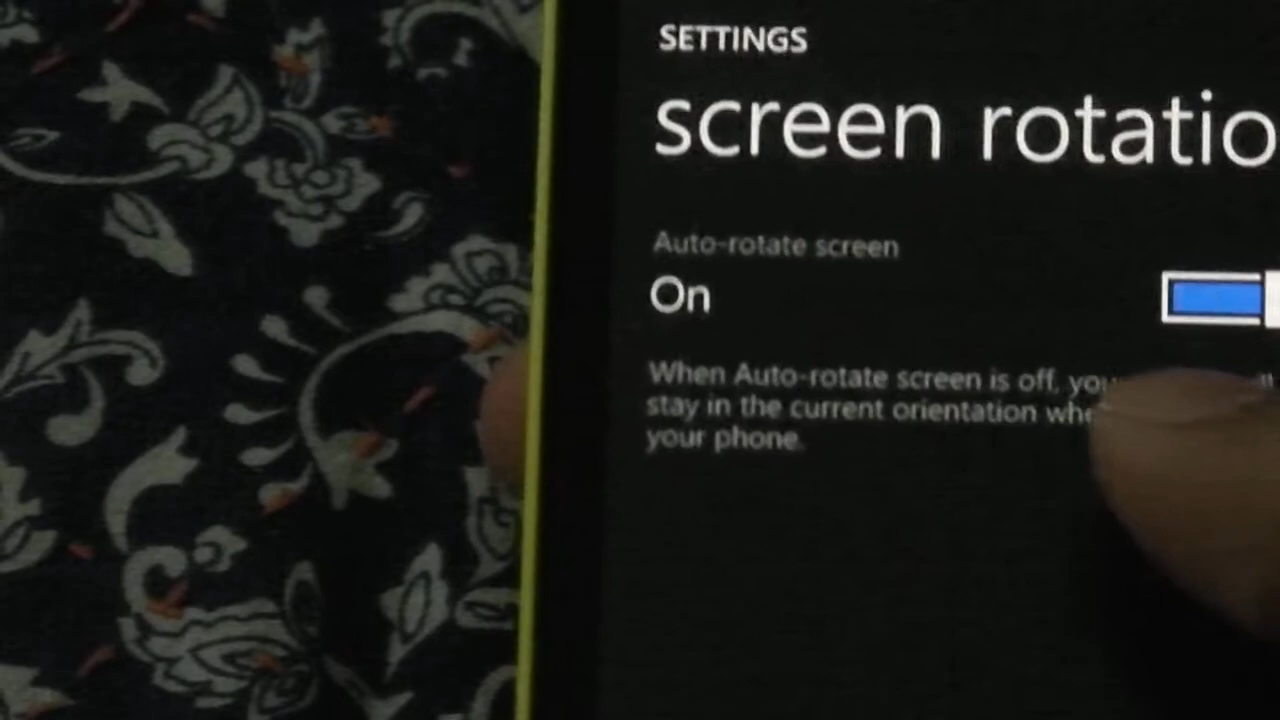 SETTINGS
screen rotatio
Auto-rotate screen
On
When Auto-rotate screen is off, you
stay in the current orientation whe
your phone.